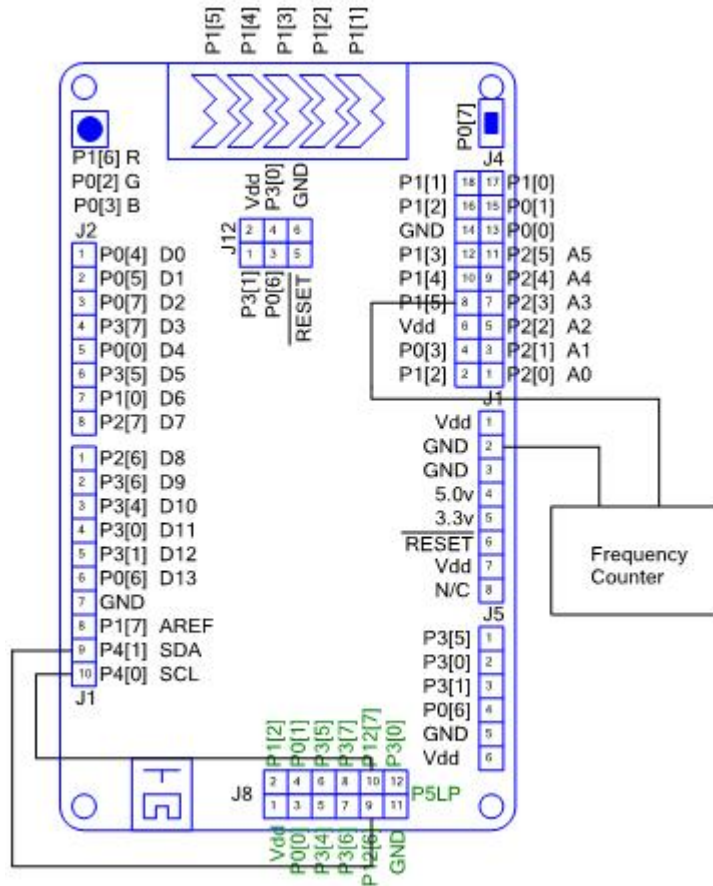 P1[5] P1[4] P1[3] P1[2] P1[1]
P0[7]
P1[6] R
P0[2] G
P0[3] B
J2
1 P0[4] D0
2 P0[5] D1
3 P0[7] D2
4 P3[7] D3
5 P0[0] D4
6 P3[5] D5
7 P1[0] D6
8 P2[7] D7
1 P2[6] D8
2 P3[6] D9
3 P3[4] D10
4 P3[0] D11
5 P3[1] D12
6 P0[6] D13
7 GND
8 P1[7] AREF
9 P4[1] SDA
10 P4[0] SCL
J1
Vdd P3[0] GND
J12
2 4 6
1 3 5
P3[1] P0[6] RESET
J4
P1[1] 18 17 P1[0]
P1[2] 16 15 P0[1]
GND 14 13 P0[0]
P1[3] 12 11 P2[5] A5
P1[4] 10 9 P2[4] A4
P1[5] 8 7 P2[3] A3
Vdd 6 5 P2[2] A2
P0[3] 4 3 P2[1] A1
P1[2] 2 1 P2[0] A0
J1
Vdd 1
GND 2
GND 3
5.0v 4
3.3v 5
RESET 6
Vdd 7
N/C 8
J5
P3[5] 1
P3[0] 2
P3[1] 3
P0[6] 4
GND 5
Vdd 6
Frequency
Counter
P1[2] P0[1] P3[5] P3[7] P12[7] P3[0]
J8
2 4 6 8 10 12
1 3 5 7 9 11
P5LP
Vdd P0[0] P3[4] P3[6] P12[6] GND